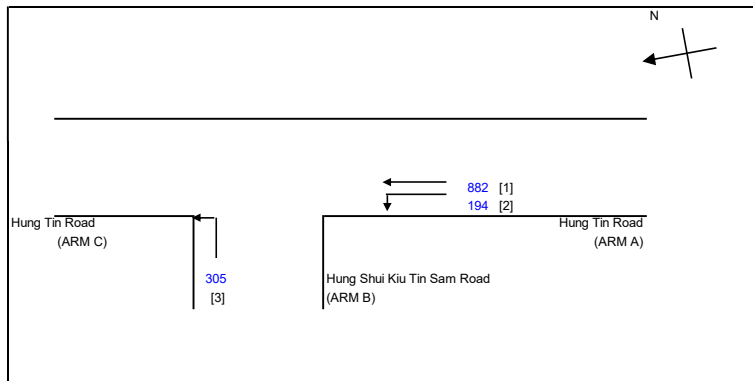 N
882 [1]
194 [2]
Hung Tin Road
(ARM C)
Hung Tin Road
(ARM A)
305
[3]
Hung Shui Kiu Tin Sam Road
(ARM B)